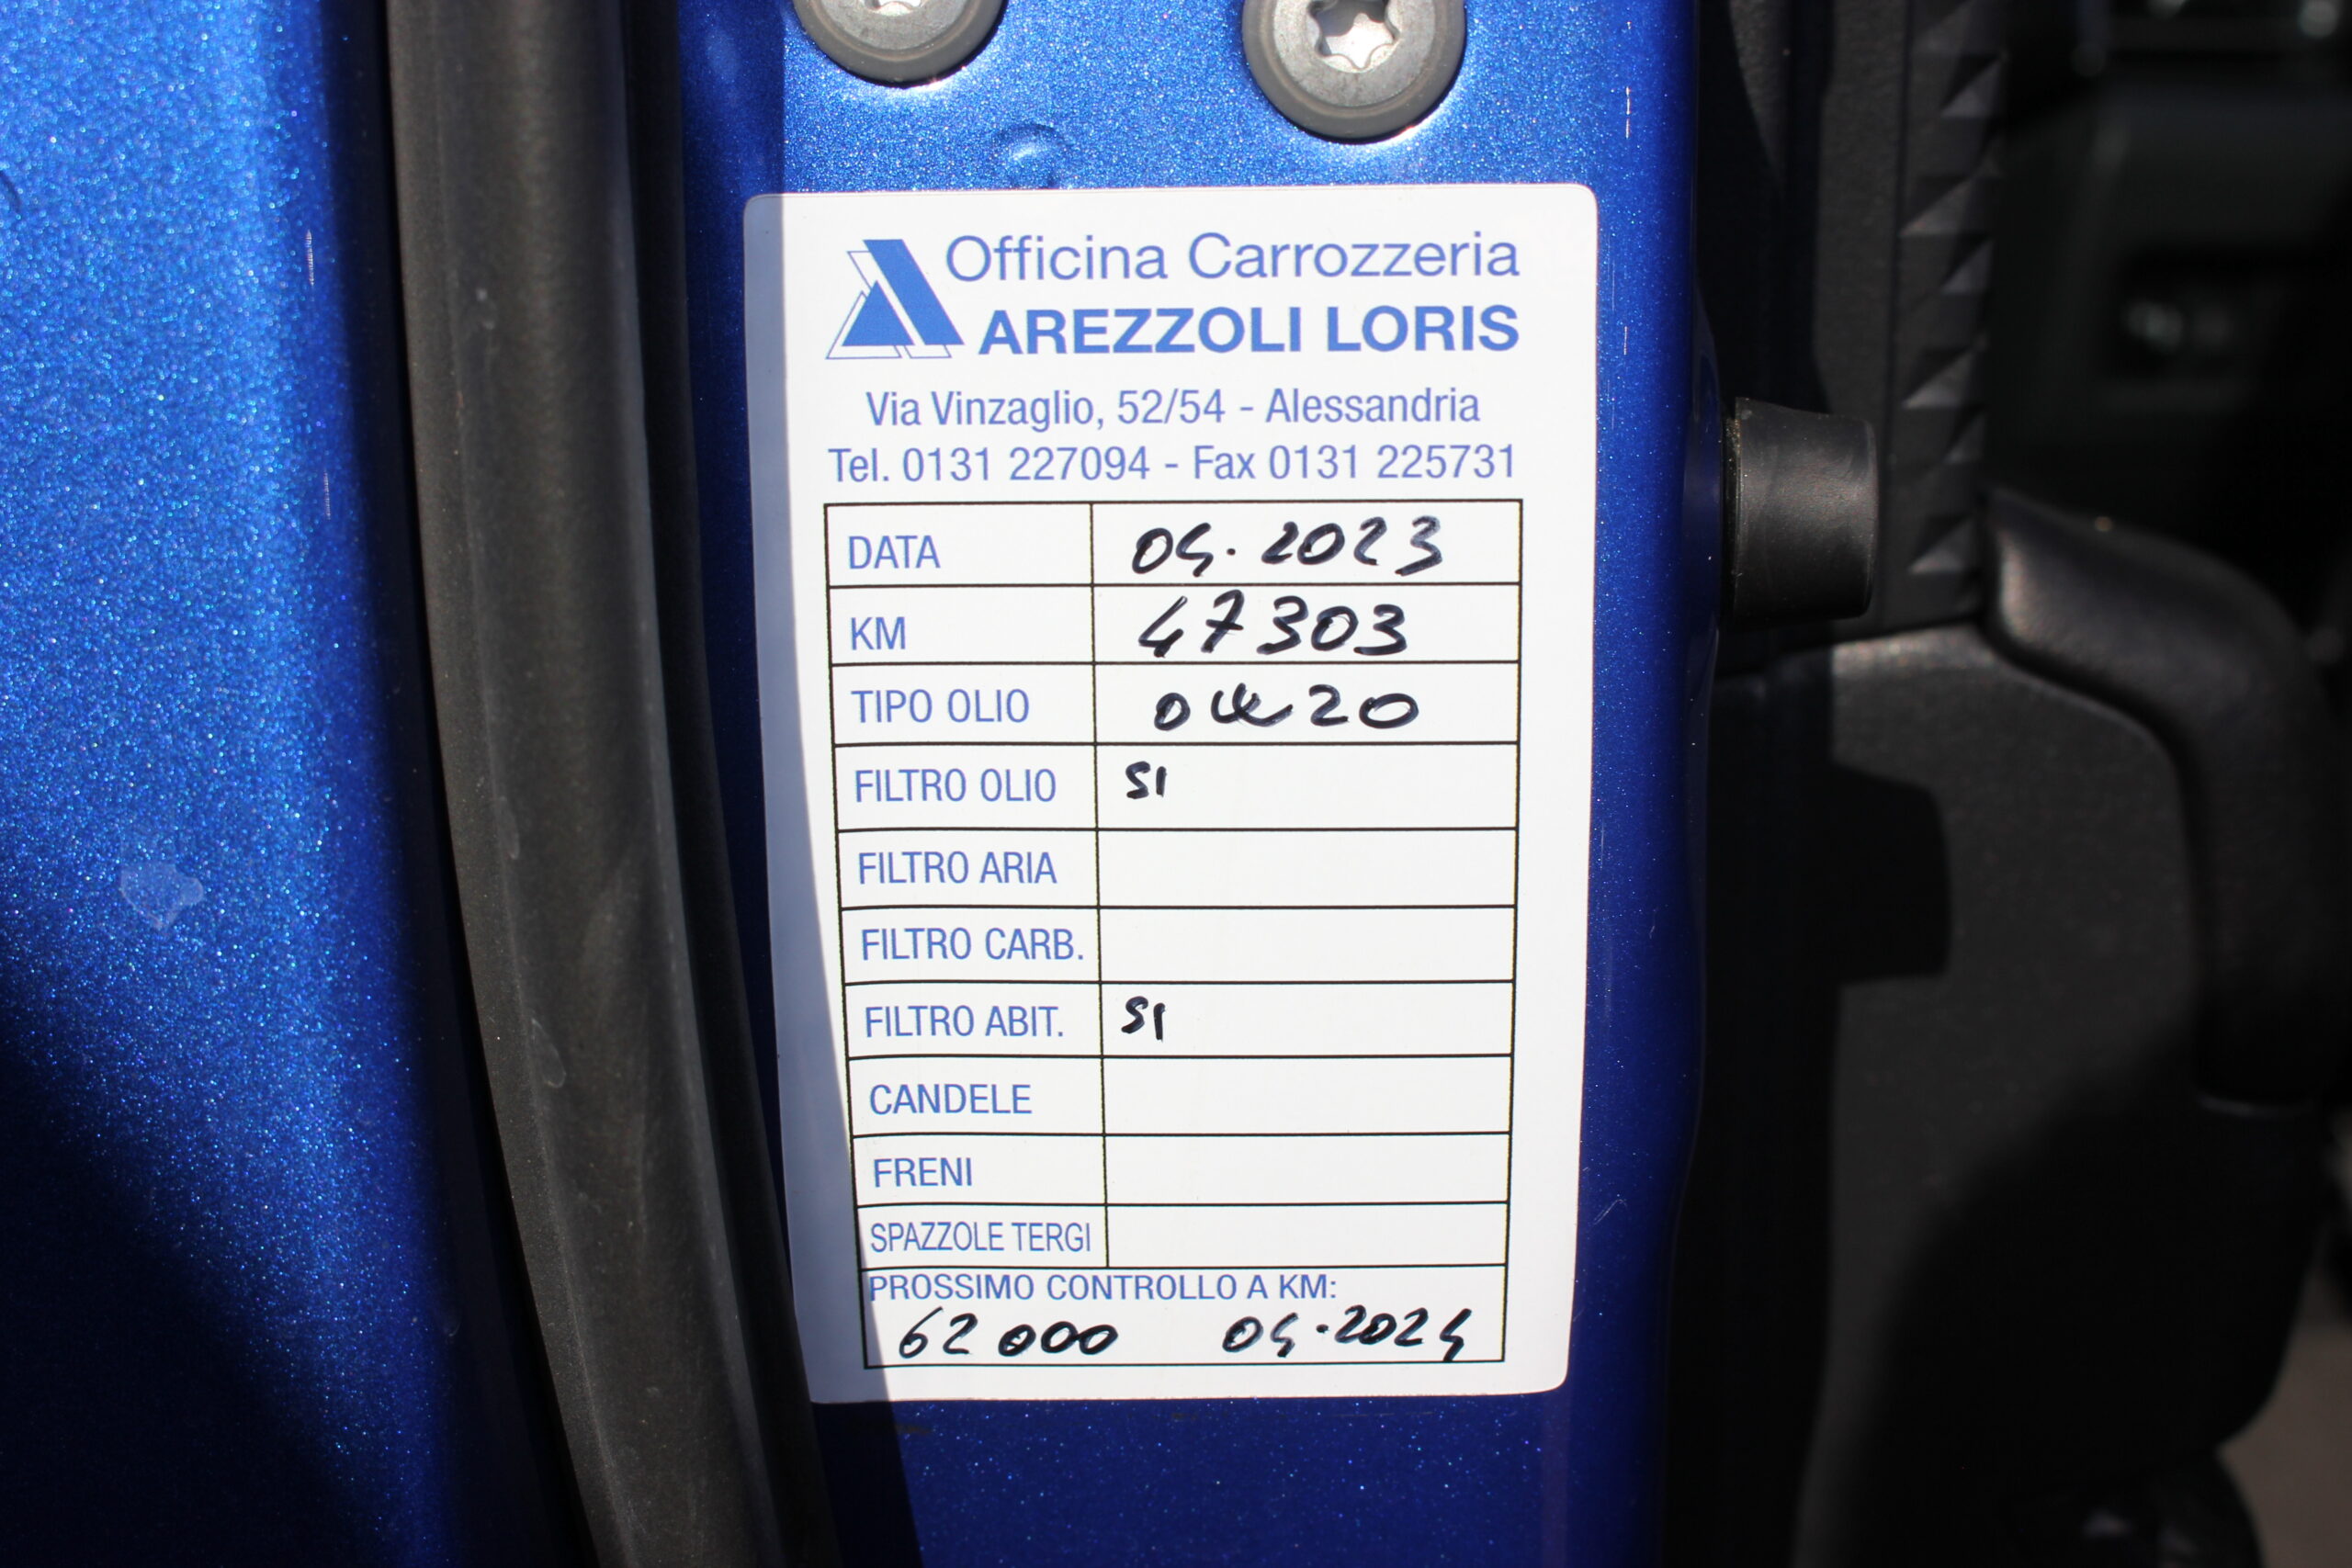 Officina Carrozzeria
AREZZOLI LORIS
Via Vinzaglio, 52/54 - Alessandria
Tel. 0131 227094 - Fax 0131 225731
DATA 04.2023
KM 47303
TIPO OLIO 0W20
FILTRO OLIO SI
FILTRO ARIA
FILTRO CARB.
FILTRO ABIT. SI
CANDELE
FRENI
SPAZZOLE TERGI
PROSSIMO CONTROLLO A KM:
62000 04.2024